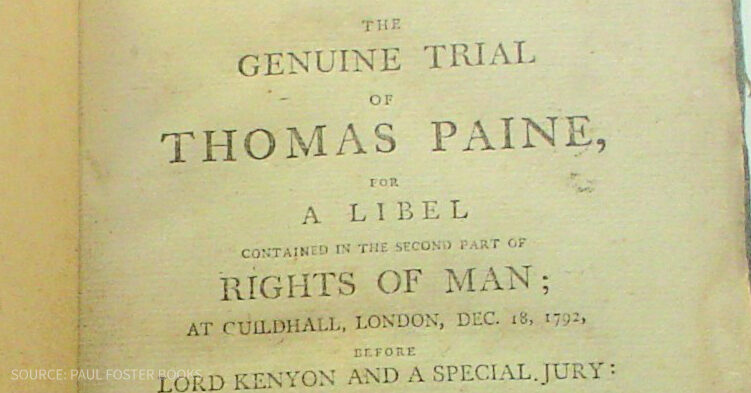 THE
GENUINE TRIAL
OF
THOMAS PAINE,
FOR
A LIBEL
CONTAINED IN THE SECOND PART OF
RIGHTS OF MAN;
AT GUILDHALL, LONDON, DEC. 18, 1792,
BEFORE
LORD KENYON AND A SPECIAL JURY:
SOURCE: PAUL FOSTER BOOKS